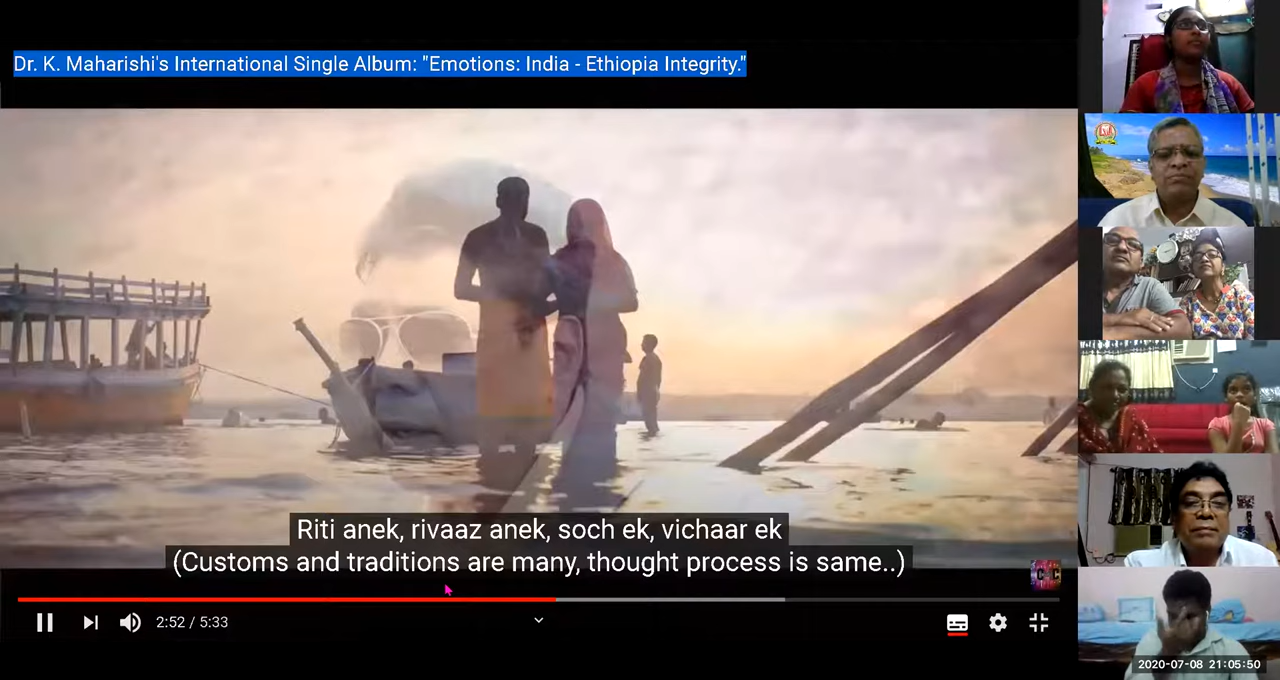 Dr. K. Maharishi's International Single Album: "Emotions: India - Ethiopia Integrity."
Riti anek, rivaaz anek, soch ek, vichaar ek
(Customs and traditions are many, thought process is same..)
2:52 / 5:33
2020-07-08 21:05:50